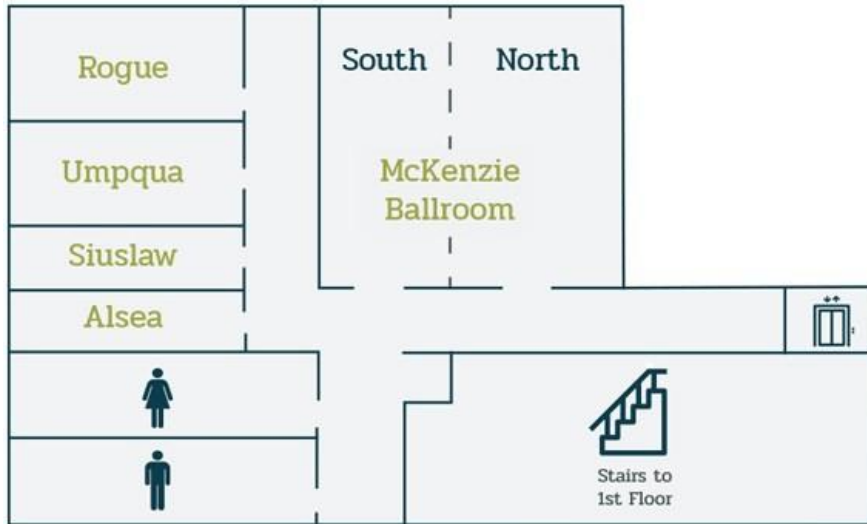 Rogue
South
North
Umpqua
McKenzie
Ballroom
Siuslaw
Alsea
Stairs to
1st Floor